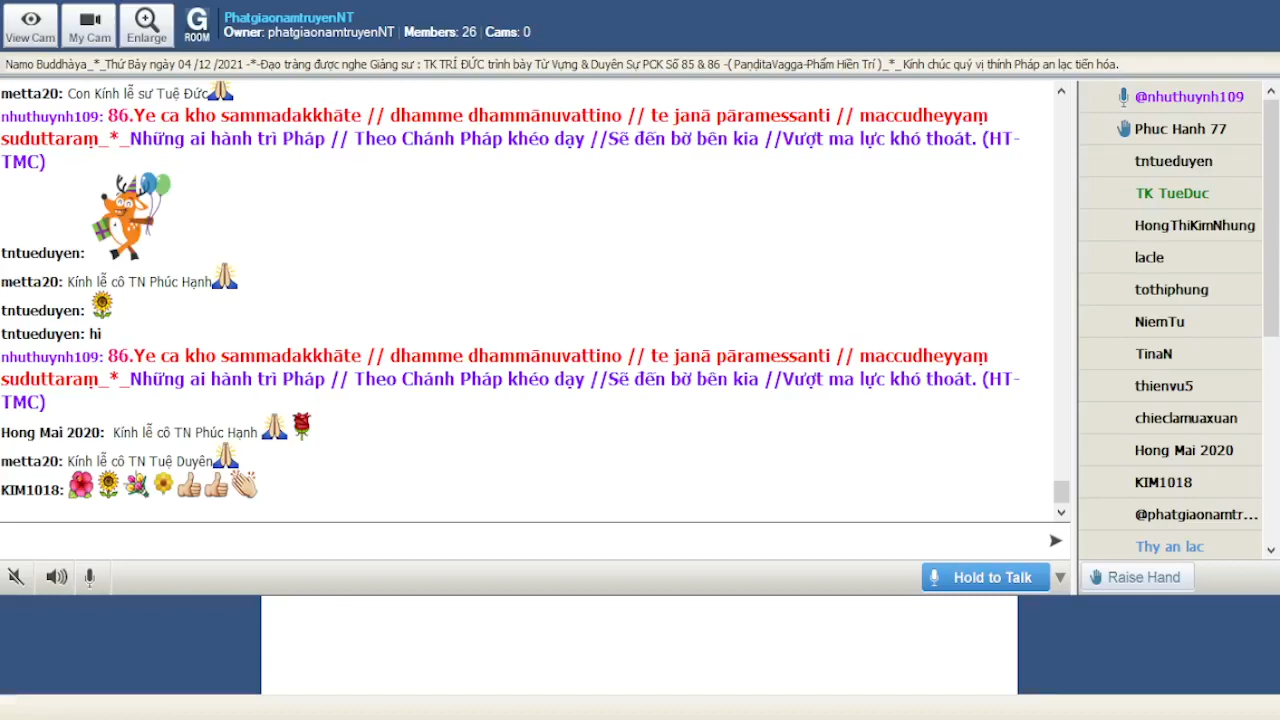 View Cam
My Cam
Enlarge
G
ROOM
PhatgiaonamtruyenNT
Owner: phatgiaonamtruyenNT | Members: 26 | Cams: 0
Namo Buddhàya_*_Thứ Bảy ngày 04 /12 /2021 -*-Đạo tràng được nghe Giảng sư : TK TRÍ ĐỨC trình bày Từ Vựng & Duyên Sự PCK Số 85 & 86 -( PaṇḍitaVagga-Phẩm Hiền Trí )_*_ Kính chúc quý vị thính Pháp an lạc tiến hóa.
metta20: Con Kính lễ sư Tuệ Đức
nhuthuynh109: 86.Ye ca kho sammadakkhāte // dhamme dhammānuvattino // te janā pāramessanti // maccudheyyaṃ
suduttaraṃ_*_Những ai hành trì Pháp // Theo Chánh Pháp khéo dạy //Sẽ đến bờ bên kia //Vượt ma lực khó thoát. (HT-
TMC)
tntueduyen:
metta20: Kính lễ cô TN Phúc Hạnh
tntueduyen:
tntueduyen: hi
nhuthuynh109: 86.Ye ca kho sammadakkhāte // dhamme dhammānuvattino // te janā pāramessanti // maccudheyyaṃ
suduttaraṃ_*_Những ai hành trì Pháp // Theo Chánh Pháp khéo dạy //Sẽ đến bờ bên kia //Vượt ma lực khó thoát. (HT-
TMC)
Hong Mai 2020: Kính lễ cô TN Phúc Hạnh
metta20: Kính lễ cô TN Tuệ Duyên
KIM1018:
Hold to Talk
@nhuthuynh109
Phuc Hanh 77
tntueduyen
TK TueDuc
HongThiKimNhung
lacle
tothiphung
NiemTu
TinaN
thienvu5
chieclamuaxuan
Hong Mai 2020
KIM1018
@phatgiaonamtr...
Thy an lac
Raise Hand